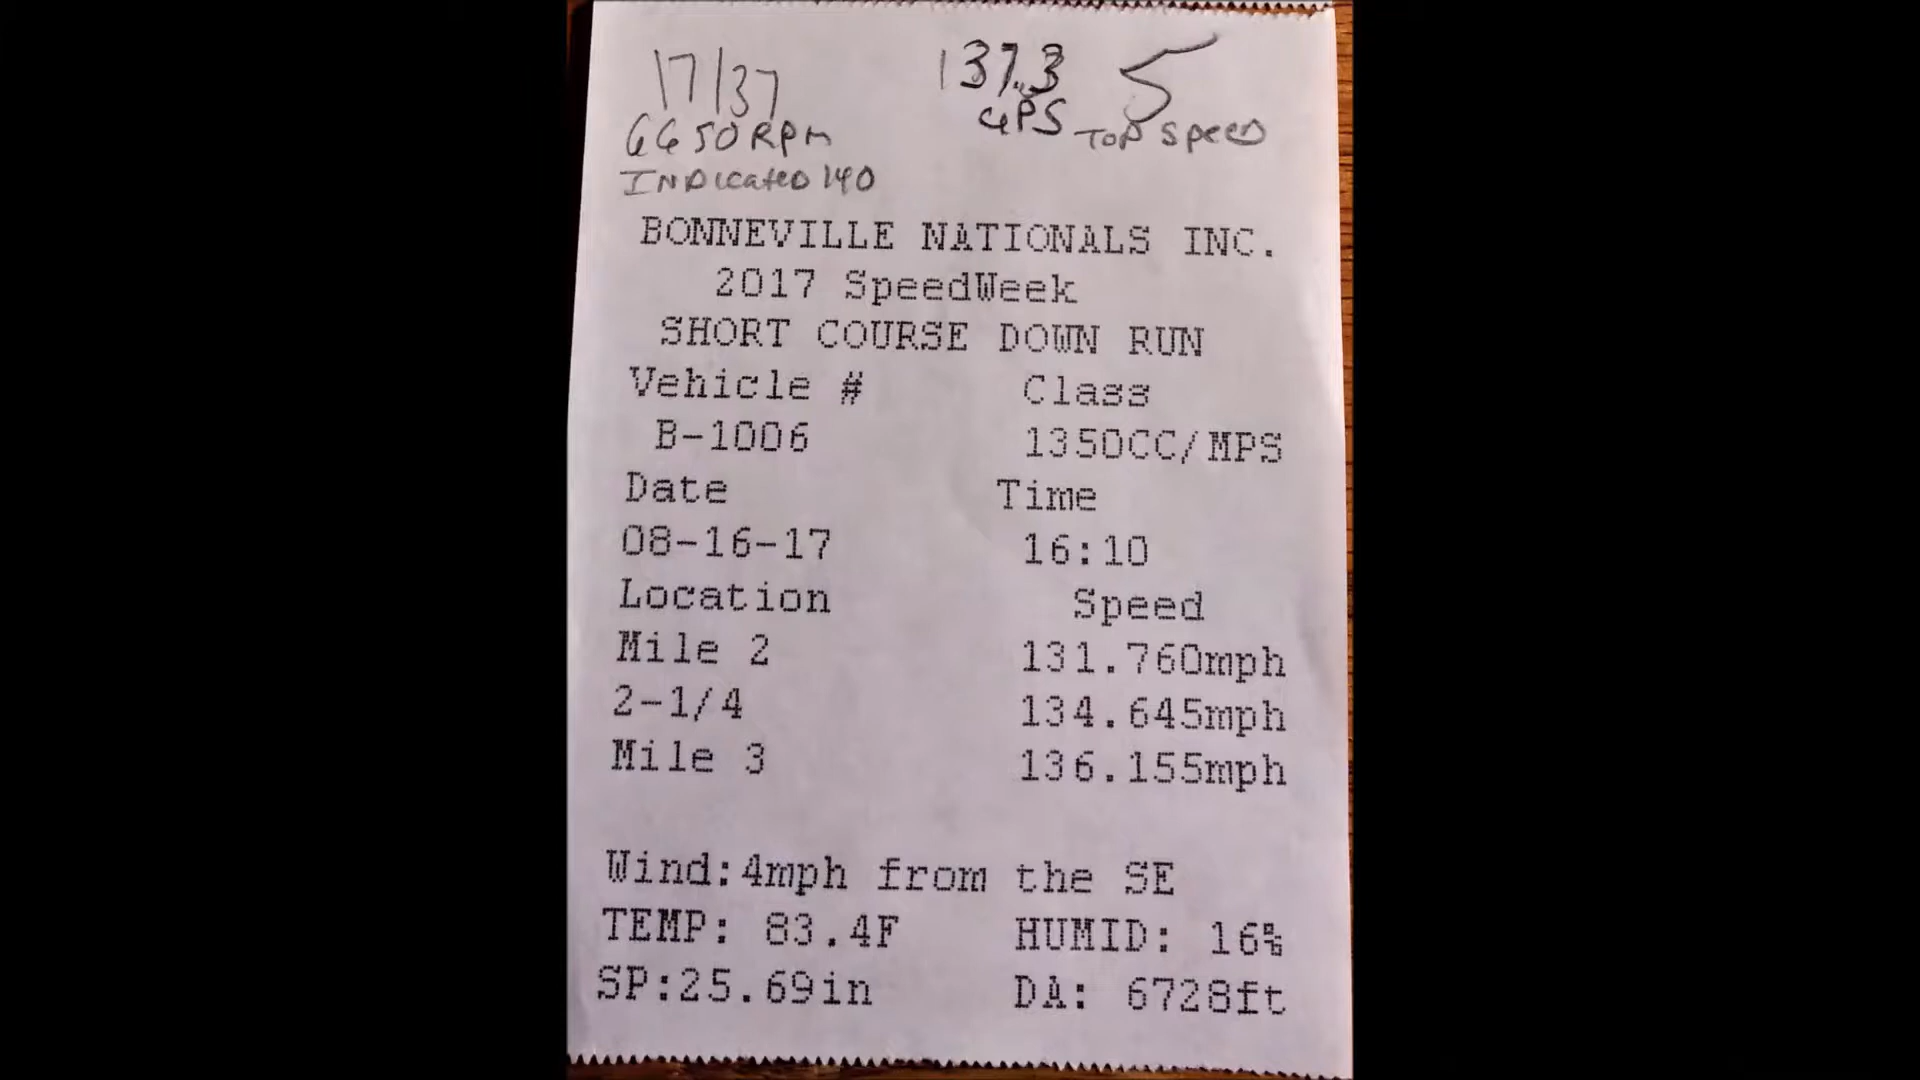 17/37 137.3 5
6650 RPM GPS TOP SPEED
INDICATED 140
BONNEVILLE NATIONALS INC.
2017 SpeedWeek
SHORT COURSE DOWN RUN
Vehicle # Class
B-1006 1350CC/MPS
Date Time
08-16-17 16:10
Location Speed
Mile 2 131.760mph
2-1/4 134.645mph
Mile 3 136.155mph
Wind:4mph from the SE
TEMP: 83.4F HUMID: 16%
SP:25.69in DA: 6728ft